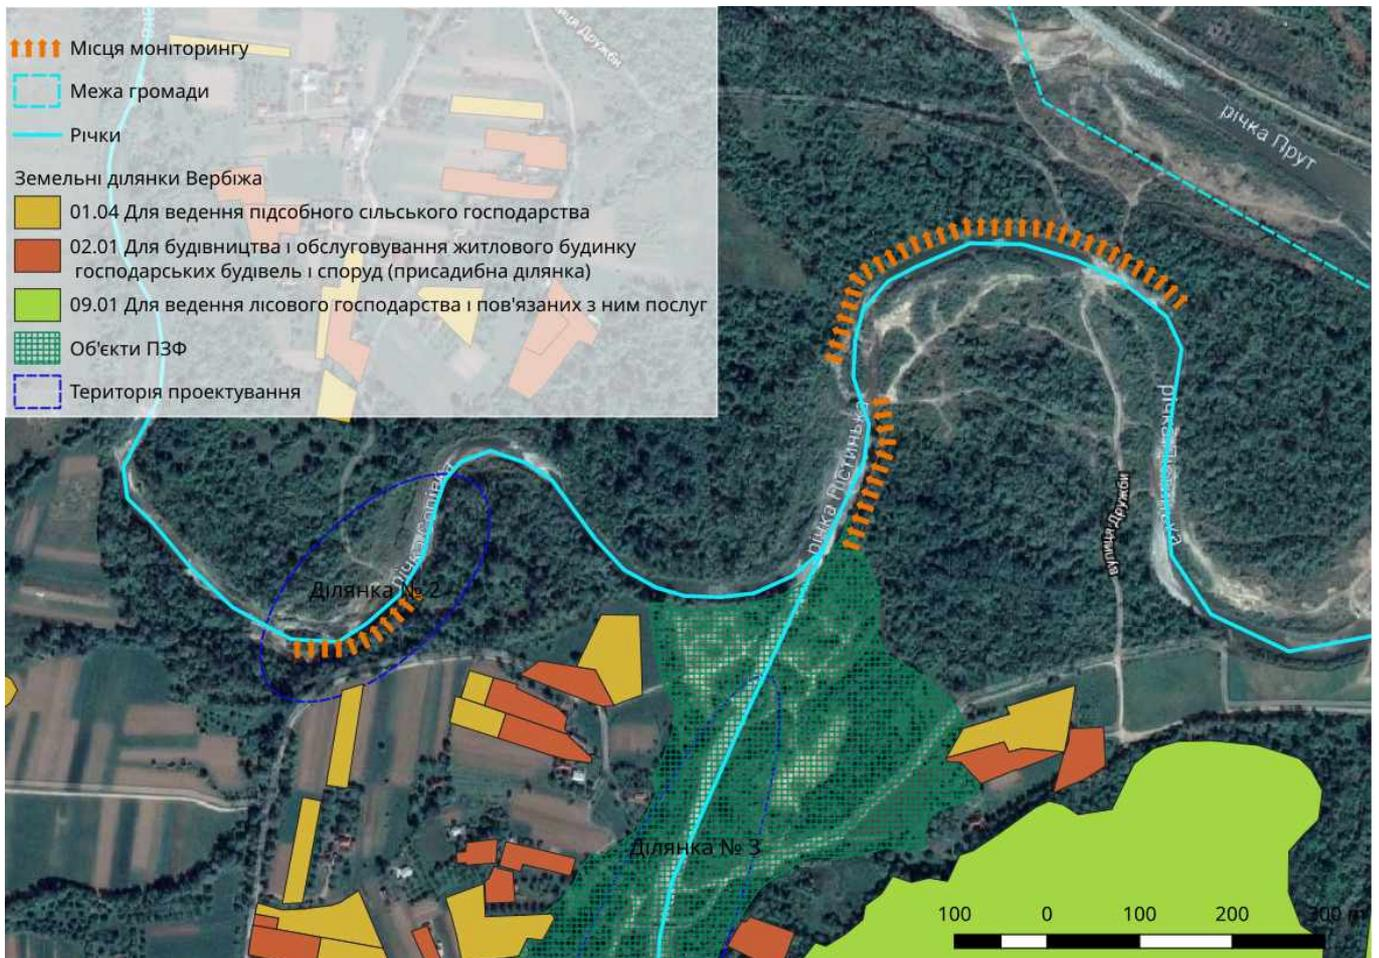 Місця моніторингу
Межа громади
Річки
Земельні ділянки Вербіжа
01.04 Для ведення підсобного сільського господарства
02.01 Для будівництва і обслуговування житлового будинку
господарських будівель і споруд (присадибна ділянка)
09.01 Для ведення лісового господарства і пов'язаних з ним послуг
Об'єкти ПЗФ
Територія проектування
Дружби
річка Прут
річка Пістинька
вулиця Дружби
Ділянка № 2
Ділянка № 3
100 0 100 200 300 m